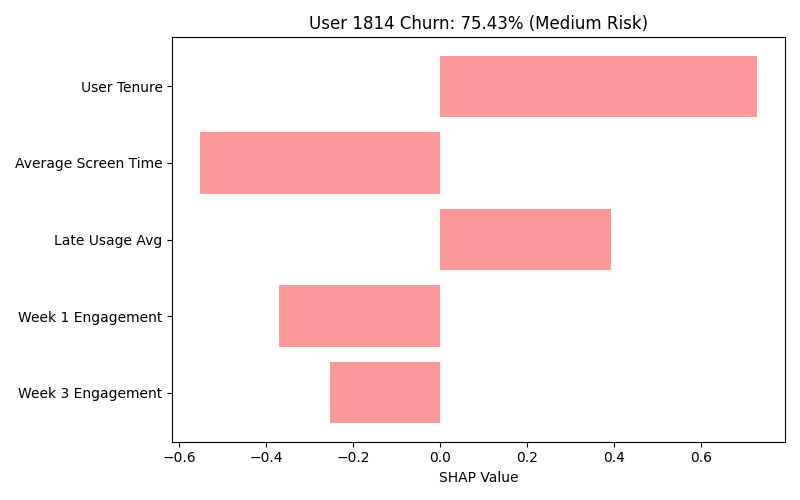 User 1814 Churn: 75.43% (Medium Risk)
User Tenure
Average Screen Time
Late Usage Avg
Week 1 Engagement
Week 3 Engagement
−0.6 −0.4 −0.2 0.0 0.2 0.4 0.6
SHAP Value